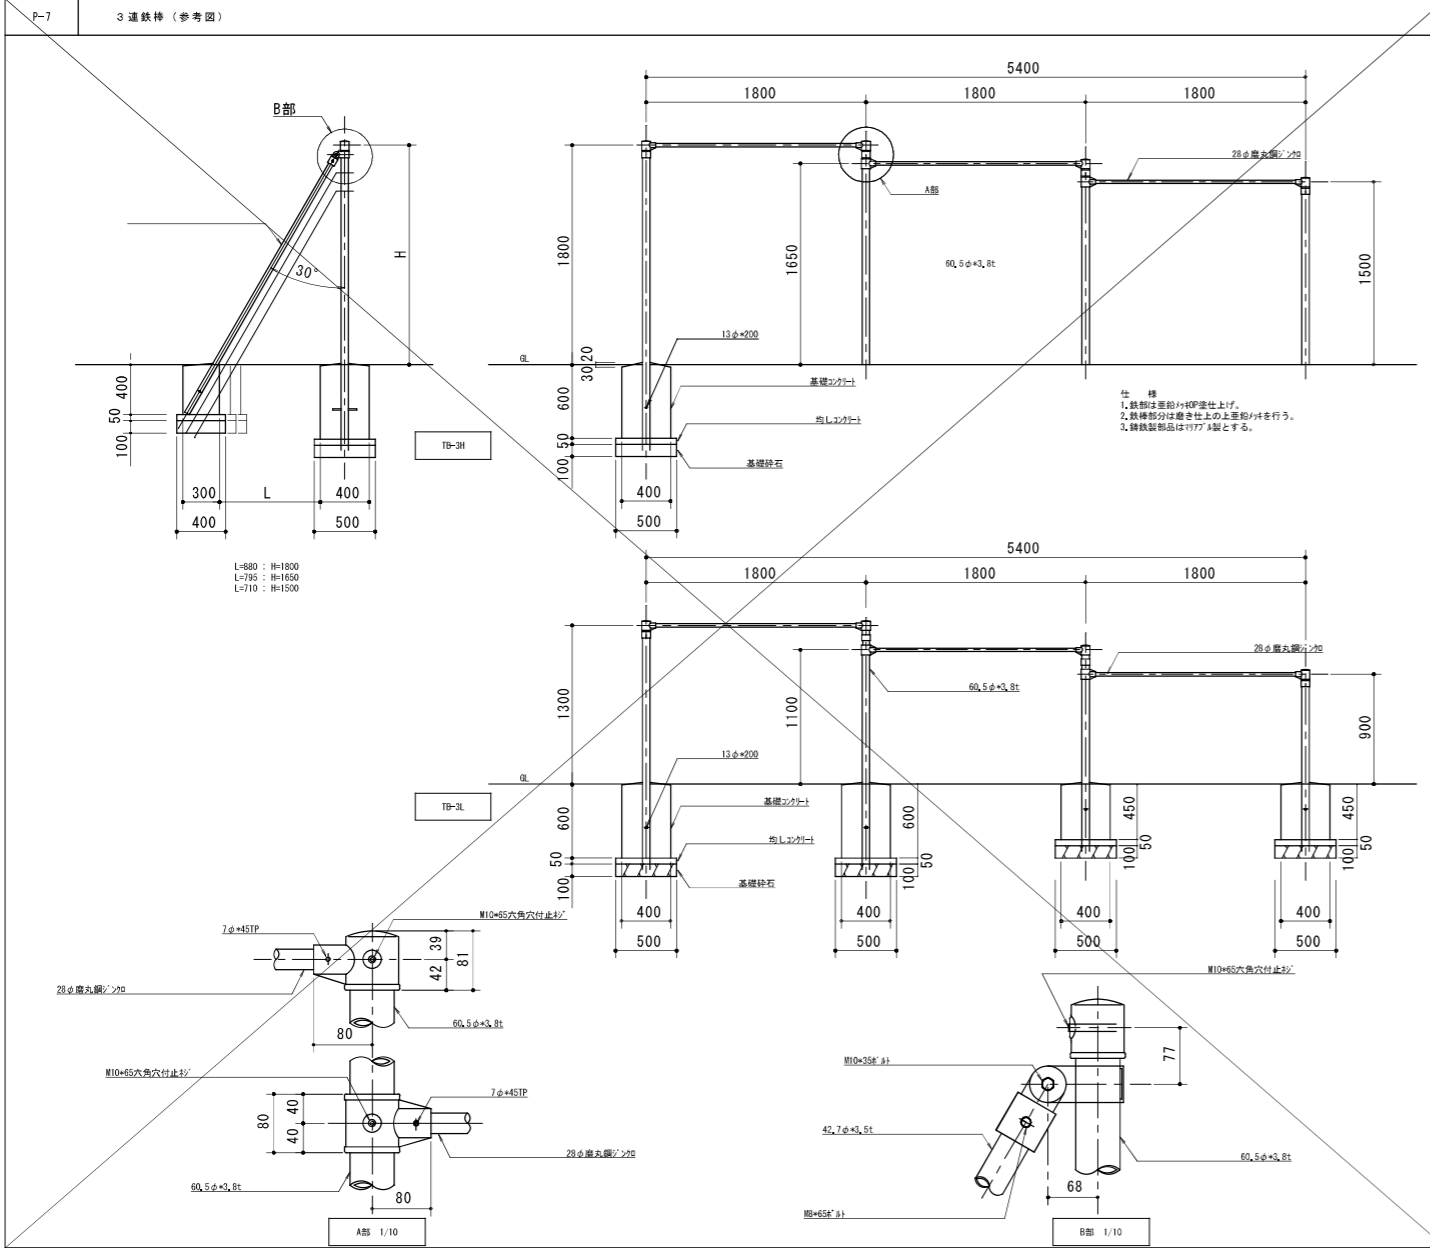 P-7
3連鉄棒（参考図）
B部
30°
H
400
50
100
300
L
400
400
500
L=880 : H=1800
L=795 : H=1650
L=710 : H=1500
TB-3H
5400
1800
1800
1800
28φ磨丸鋼ジンクロ
A部
1800
1650
60.5φ*3.8t
1500
13φ*200
GL
20
30
600
50
100
基礎コンクリート
均しコンクリート
基礎砕石
400
500
仕 様
1.鉄部は亜鉛メッキOP塗仕上げ。
2.鉄棒部分は磨き仕上の上亜鉛メッキを行う。
3.鋳鉄製部品はマリアブル製とする。
5400
1800
1800
1800
28φ磨丸鋼ジンクロ
60.5φ*3.8t
1300
1100
900
13φ*200
GL
TB-3L
基礎コンクリート
均しコンクリート
基礎砕石
600
50
100
400
500
600
50
100
400
500
450
50
100
400
500
450
50
100
400
500
M10*65六角穴付止ネジ
7φ*45TP
39
42
81
28φ磨丸鋼ジンクロ
60.5φ*3.8t
80
M10*65六角穴付止ネジ
7φ*45TP
80
40
40
28φ磨丸鋼ジンクロ
60.5φ*3.8t
80
A部 1/10
M10*65六角穴付止ネジ
77
M10*35ボルト
42.7φ*3.5t
60.5φ*3.8t
68
M8*65ボルト
B部 1/10